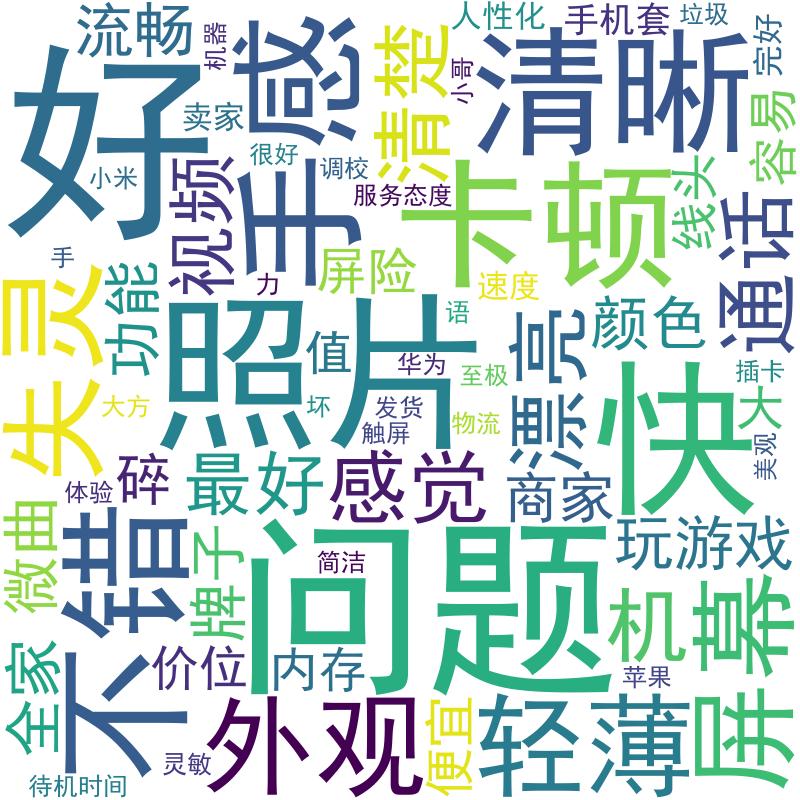 流畅
机器
好
手感
清楚
小哥
人性化
手机套
垃圾
完好
清晰
卖家
很好
调校
小米
视频
服务态度
卡顿
线头
容易
通话
手
失灵
功能
力
屏险
速度
语
照片
值
华为
至极
漂亮
颜色
插卡
大
大方
坏
发货
触屏
物流
快
美观
体验
碎
最好
感觉
商家
微曲
不错
牌子
问题
简洁
玩游戏
机
屏幕
全家
价位
内存
苹果
外观
便宜
轻薄
灵敏
待机时间